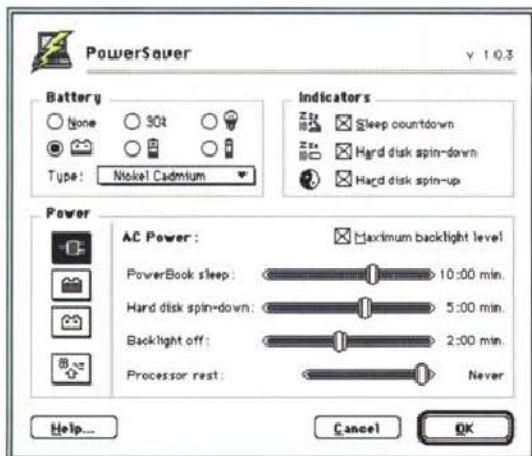 PowerSaver
v 1.0.3
Battery
None
30%
Type:
Nickel Cadmium
Indicators
Sleep countdown
Hard disk spin-down
Hard disk spin-up
Power
AC Power:
Maximum backlight level
PowerBook sleep:
10:00 min.
Hard disk spin-down:
5:00 min.
Backlight off:
2:00 min.
Processor rest:
Never
Help...
Cancel
OK